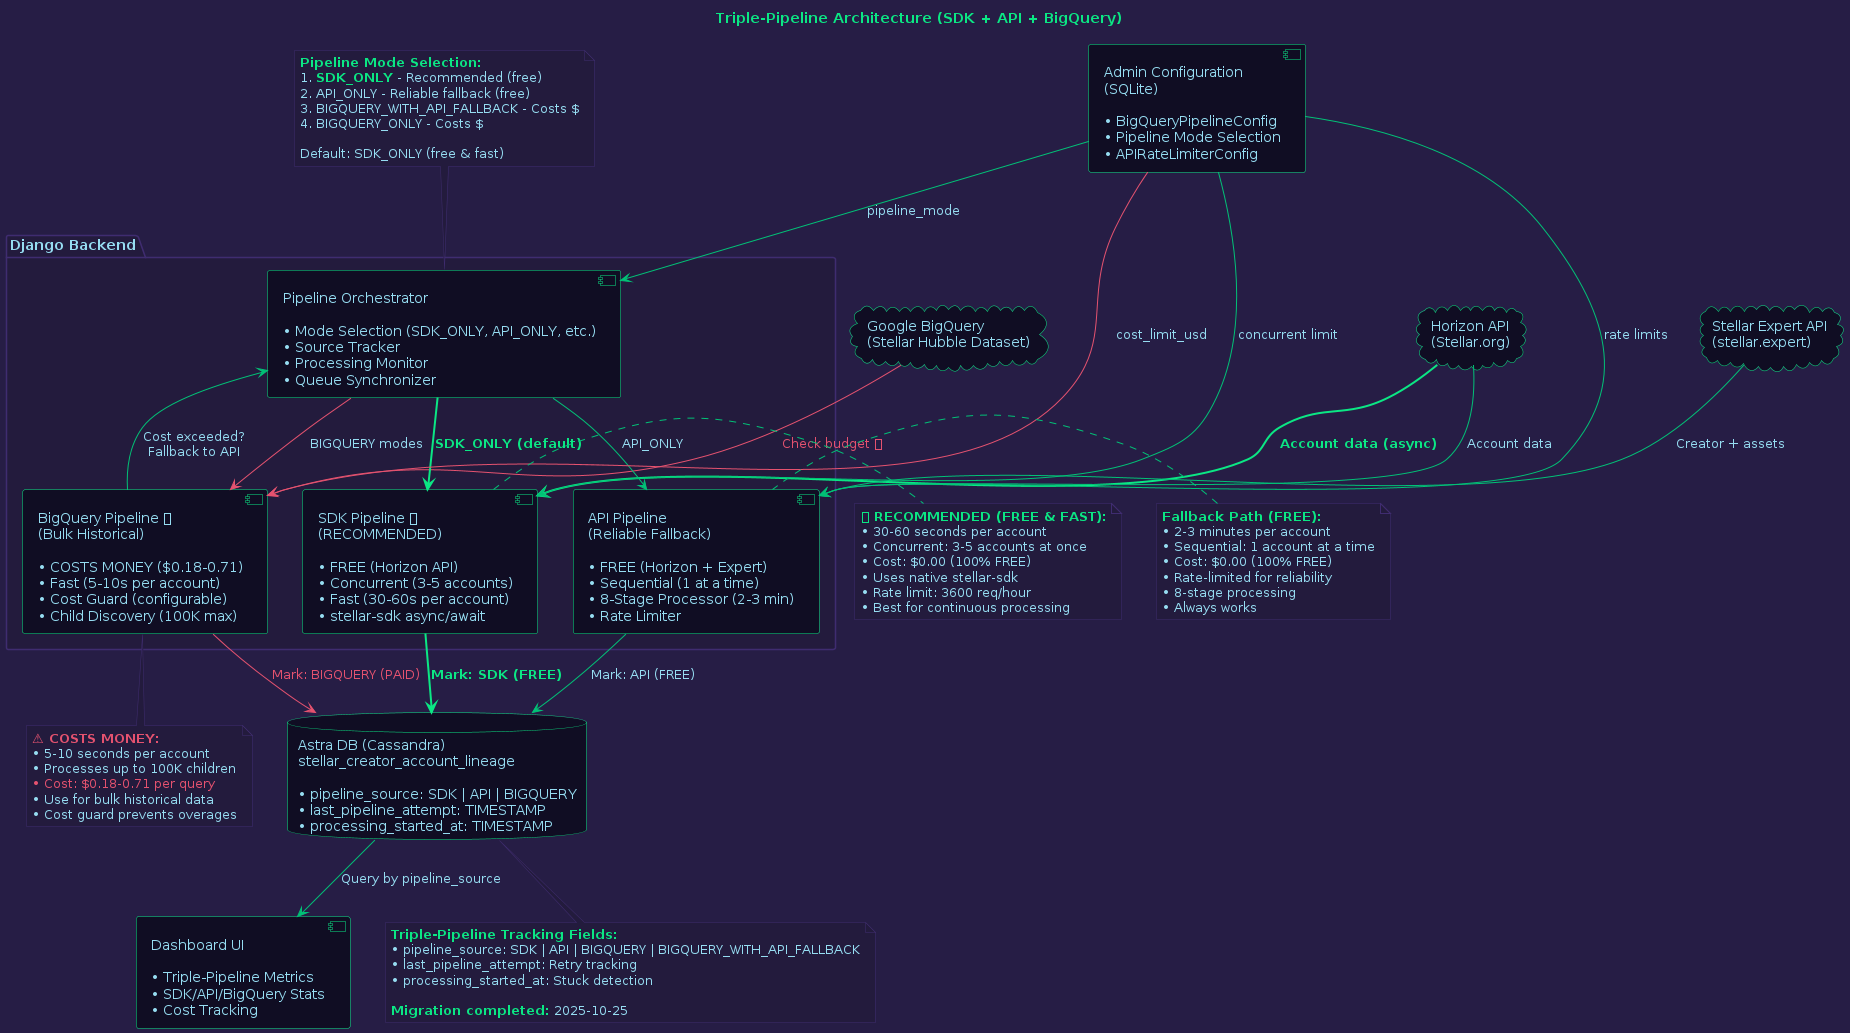 Triple-Pipeline Architecture (SDK + API + BigQuery)
Pipeline Mode Selection:
1. SDK_ONLY - Recommended (free)
2. API_ONLY - Reliable fallback (free)
3. BIGQUERY_WITH_API_FALLBACK - Costs $
4. BIGQUERY_ONLY - Costs $
Default: SDK_ONLY (free & fast)
Admin Configuration
(SQLite)
• BigQueryPipelineConfig
• Pipeline Mode Selection
• APIRateLimiterConfig
pipeline_mode
Django Backend
Pipeline Orchestrator
• Mode Selection (SDK_ONLY, API_ONLY, etc.)
• Source Tracker
• Processing Monitor
• Queue Synchronizer
Google BigQuery
(Stellar Hubble Dataset)
cost_limit_usd
concurrent limit
Horizon API
(Stellar.org)
rate limits
Stellar Expert API
(stellar.expert)
Cost exceeded?
Fallback to API
BIGQUERY modes
SDK_ONLY (default)
API_ONLY
Check budget
Account data (async)
Account data
Creator + assets
BigQuery Pipeline
(Bulk Historical)
• COSTS MONEY ($0.18-0.71)
• Fast (5-10s per account)
• Cost Guard (configurable)
• Child Discovery (100K max)
SDK Pipeline
(RECOMMENDED)
• FREE (Horizon API)
• Concurrent (3-5 accounts)
• Fast (30-60s per account)
• stellar-sdk async/await
API Pipeline
(Reliable Fallback)
• FREE (Horizon + Expert)
• Sequential (1 at a time)
• 8-Stage Processor (2-3 min)
• Rate Limiter
RECOMMENDED (FREE & FAST):
• 30-60 seconds per account
• Concurrent: 3-5 accounts at once
• Cost: $0.00 (100% FREE)
• Uses native stellar-sdk
• Rate limit: 3600 req/hour
• Best for continuous processing
Fallback Path (FREE):
• 2-3 minutes per account
• Sequential: 1 account at a time
• Cost: $0.00 (100% FREE)
• Rate-limited for reliability
• 8-stage processing
• Always works
Mark: BIGQUERY (PAID)
Mark: SDK (FREE)
Mark: API (FREE)
⚠ COSTS MONEY:
• 5-10 seconds per account
• Processes up to 100K children
• Cost: $0.18-0.71 per query
• Use for bulk historical data
• Cost guard prevents overages
Astra DB (Cassandra)
stellar_creator_account_lineage
• pipeline_source: SDK | API | BIGQUERY
• last_pipeline_attempt: TIMESTAMP
• processing_started_at: TIMESTAMP
Query by pipeline_source
Dashboard UI
• Triple-Pipeline Metrics
• SDK/API/BigQuery Stats
• Cost Tracking
Triple-Pipeline Tracking Fields:
• pipeline_source: SDK | API | BIGQUERY | BIGQUERY_WITH_API_FALLBACK
• last_pipeline_attempt: Retry tracking
• processing_started_at: Stuck detection
Migration completed: 2025-10-25